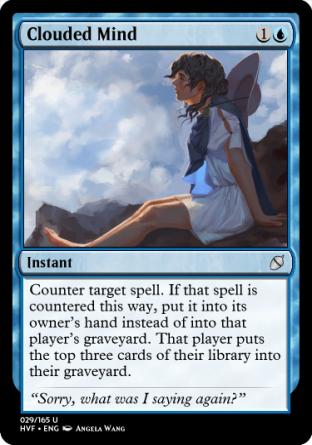 Clouded Mind 1
Instant
Counter target spell. If that spell is
countered this way, put it into its
owner's hand instead of into that
player's graveyard. That player puts
the top three cards of their library into
their graveyard.
“Sorry, what was I saying again?”
029/165 U
HVF • ENG Angela Wang